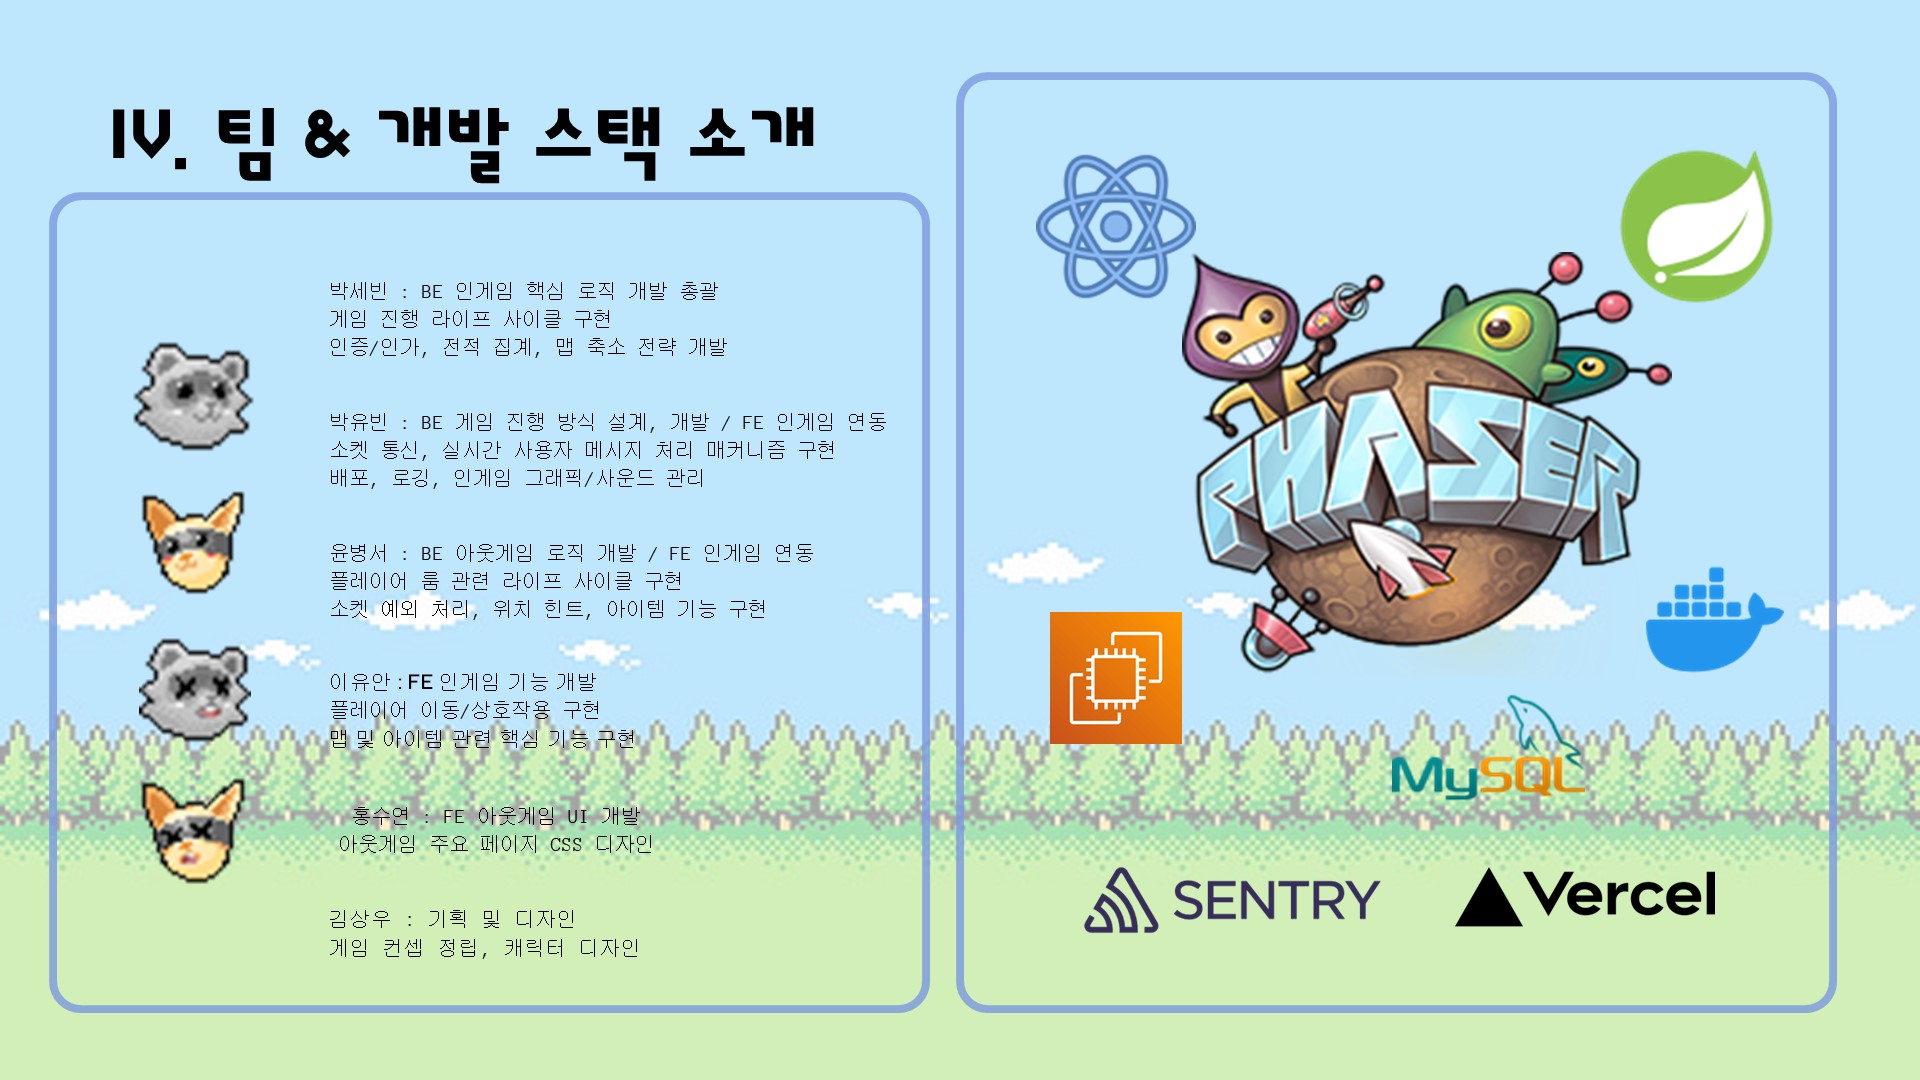 IV. 팀 & 개발 스택 소개
박세빈 : BE 인게임 핵심 로직 개발 총괄
게임 진행 라이프 사이클 구현
인증/인가, 전적 집계, 맵 축소 전략 개발
박유빈 : BE 게임 진행 방식 설계, 개발 / FE 인게임 연동
소켓 통신, 실시간 사용자 메시지 처리 매커니즘 구현
배포, 로깅, 인게임 그래픽/사운드 관리
윤병서 : BE 아웃게임 로직 개발 / FE 인게임 연동
플레이어 룸 관련 라이프 사이클 구현
소켓 예외 처리, 위치 힌트, 아이템 기능 구현
이유안 : FE 인게임 기능 개발
플레이어 이동/상호작용 구현
맵 및 아이템 관련 핵심 기능 구현
홍수연 : FE 아웃게임 UI 개발
아웃게임 주요 페이지 CSS 디자인
김상우 : 기획 및 디자인
게임 컨셉 정립, 캐릭터 디자인
PHASER
MySQL
SENTRY
Vercel